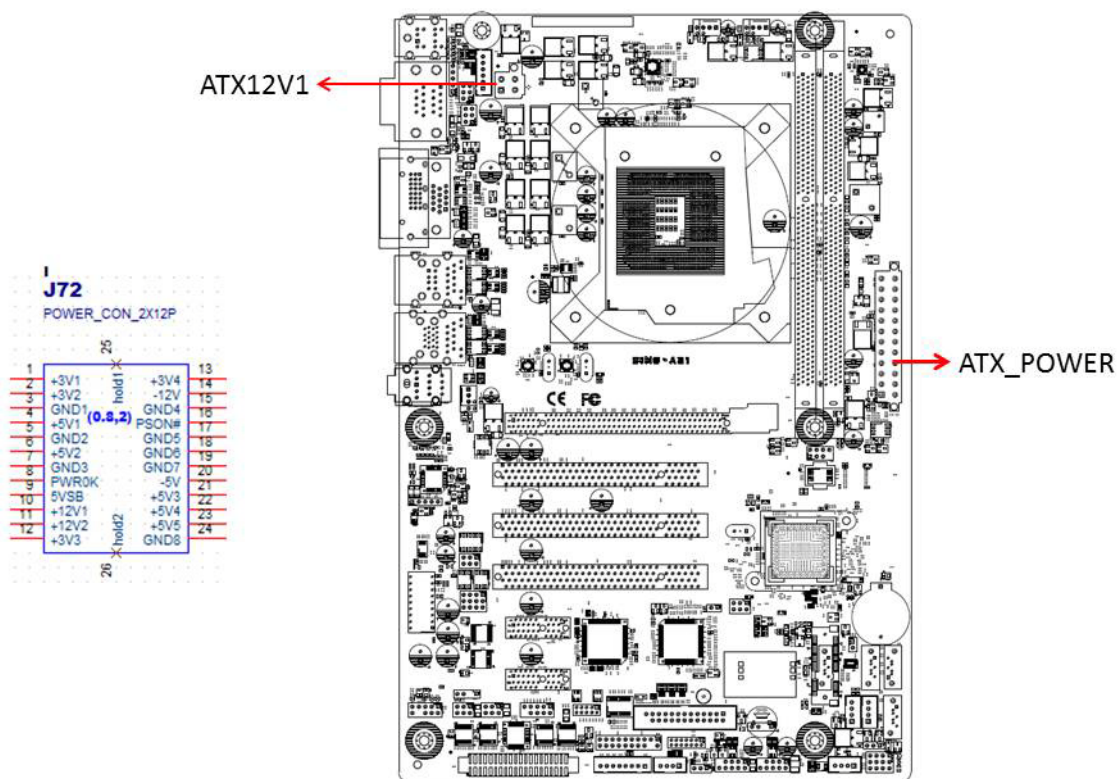 ATX12V1
ATX_POWER
J72
POWER_CON_2X12P
25
1 +3V1 +3V4 13
2 +3V2 -12V 14
3 GND1 GND4 15
4 +5V1 PSON# 16
5 GND2 GND5 17
6 +5V2 GND6 18
7 GND3 GND7 19
8 PWR0K -5V 20
9 5VSB +5V3 21
10 +12V1 +5V4 22
11 +12V2 +5V5 23
12 +3V3 GND8 24
hold1
(0.8,2)
hold2
26
CE FC